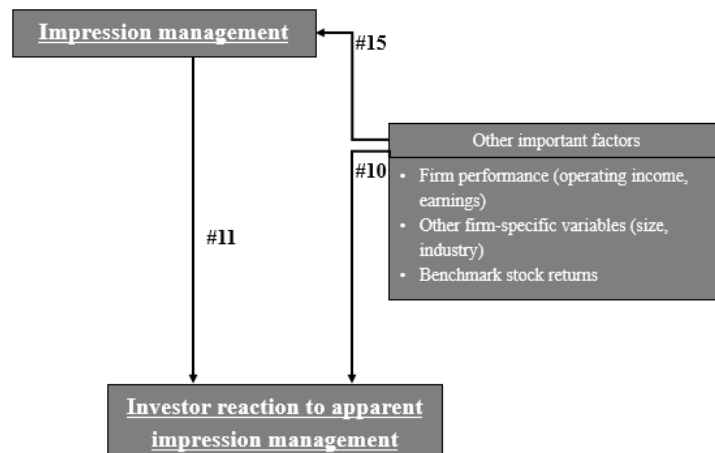 Impression management
#15
Other important factors
#10
• Firm performance (operating income,
earnings)
• Other firm-specific variables (size,
industry)
• Benchmark stock returns
#11
Investor reaction to apparent
impression management